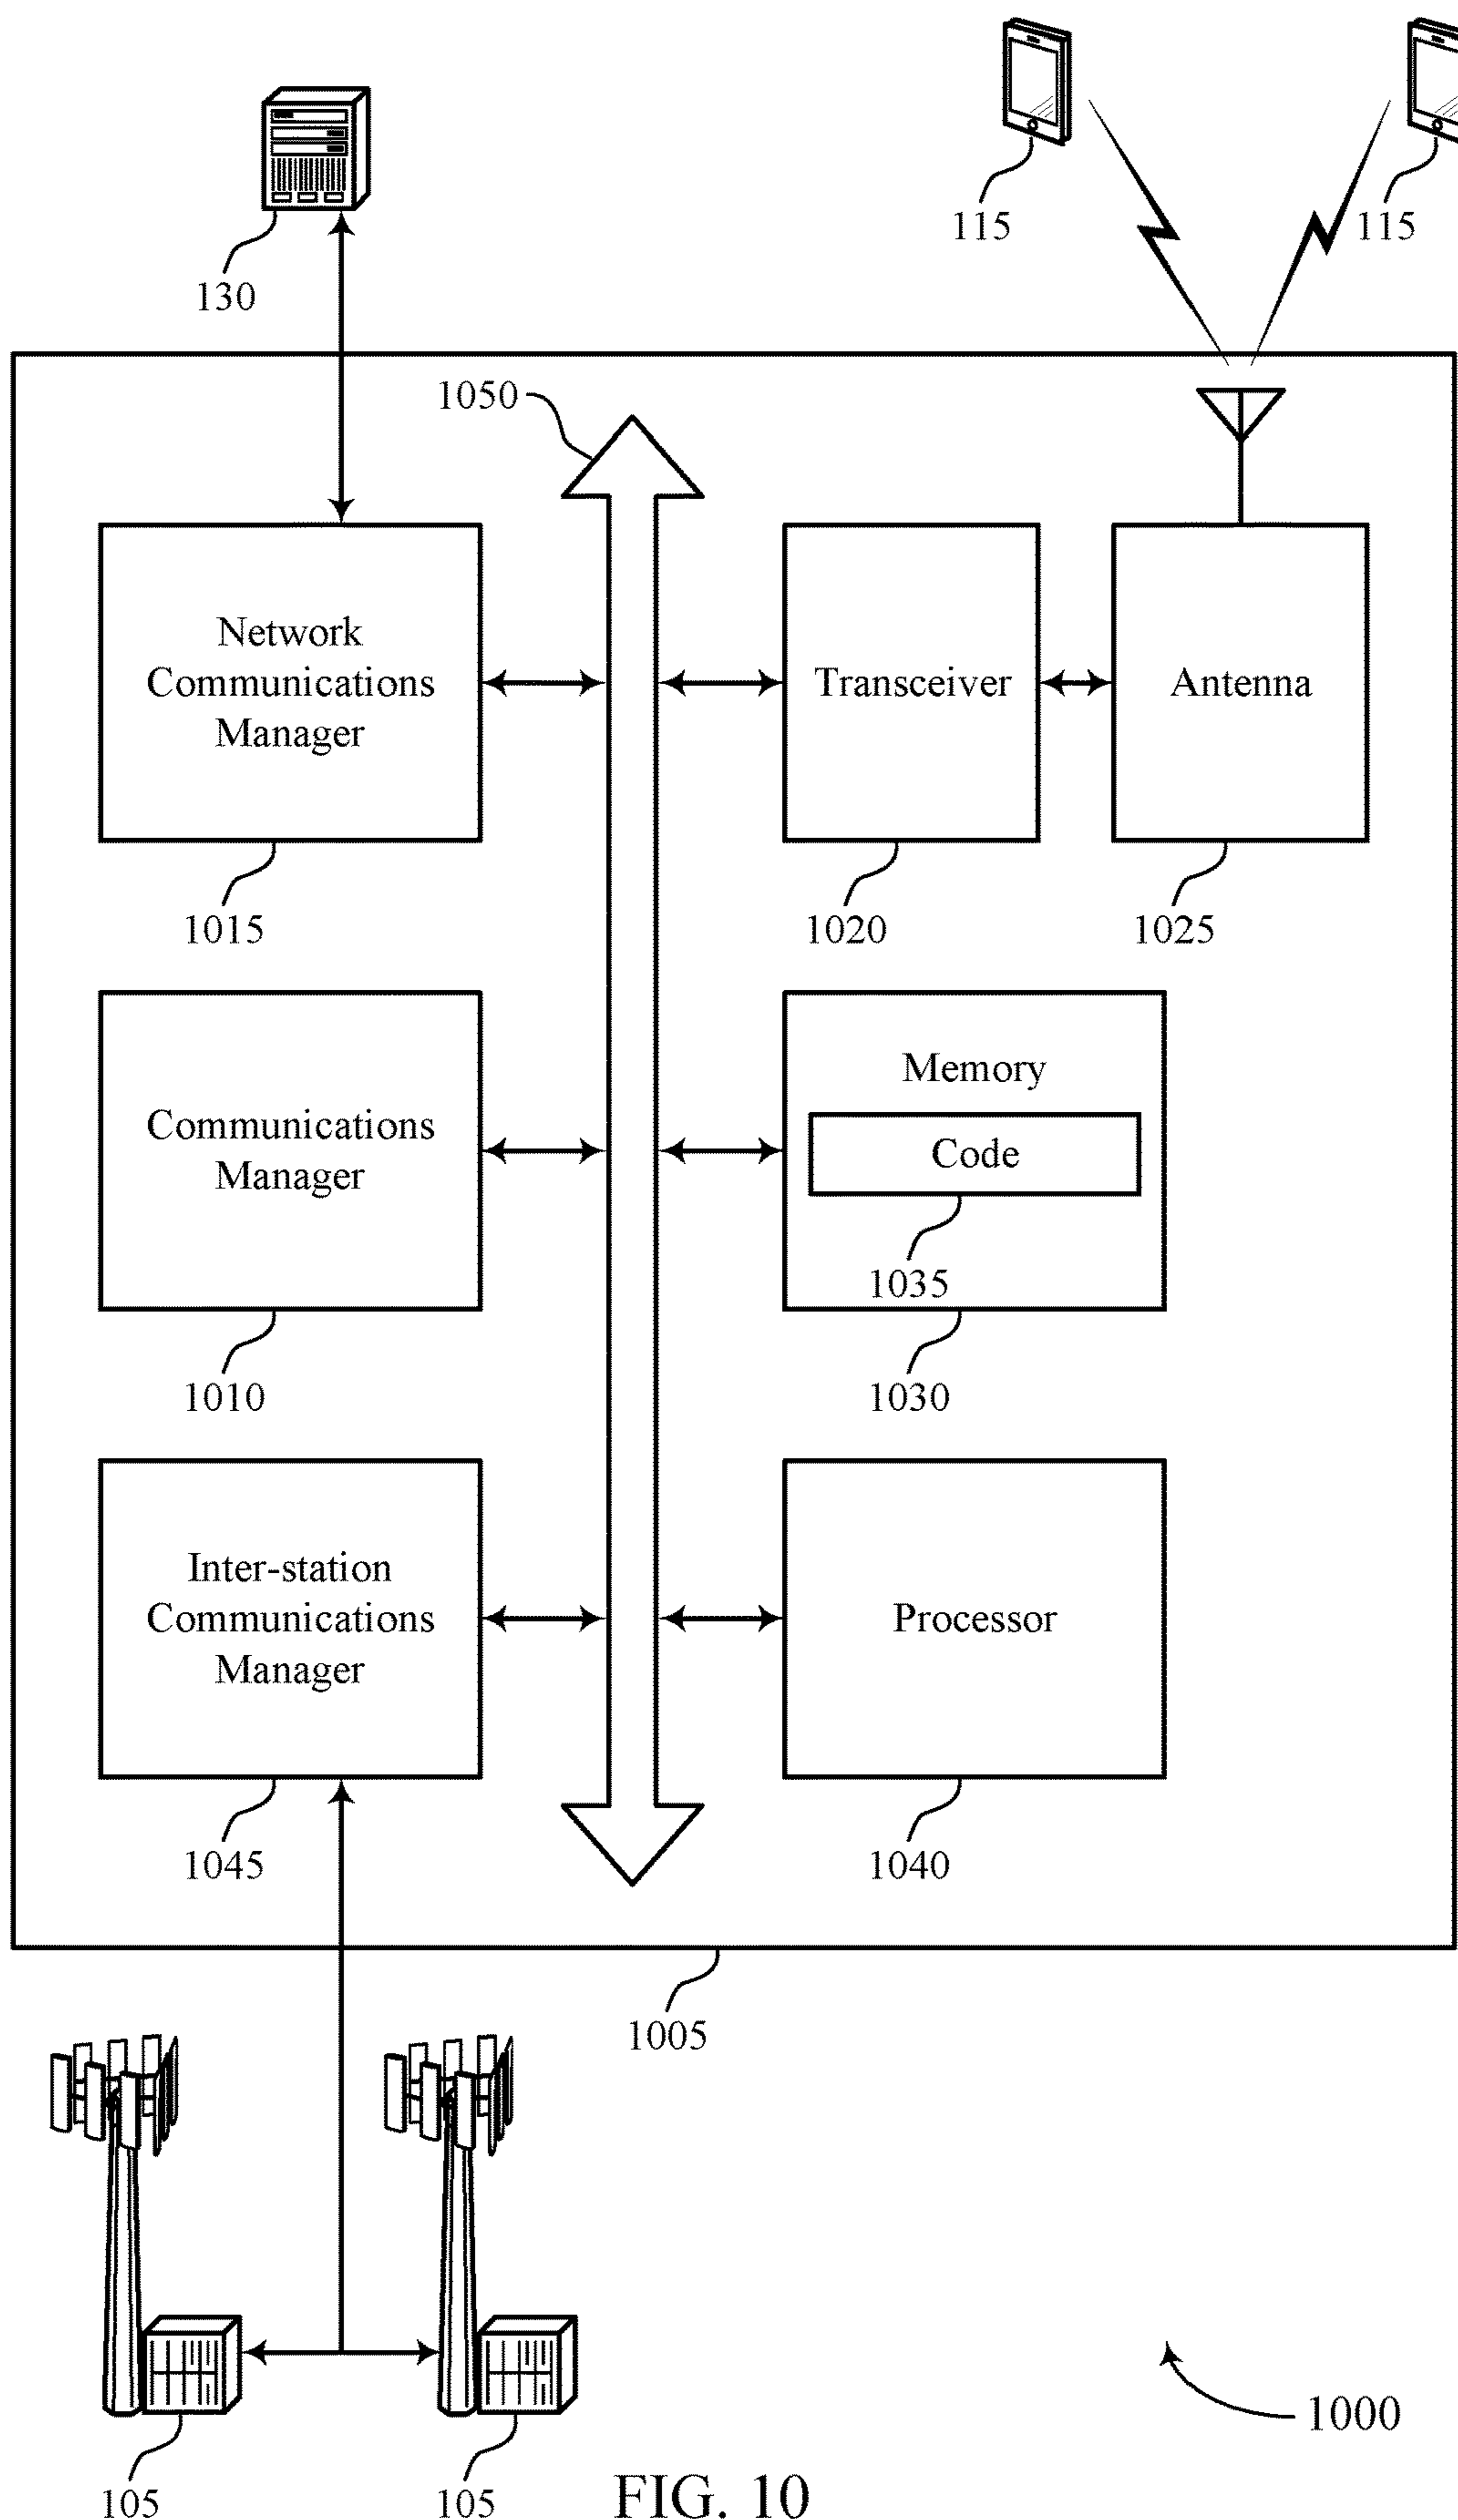 115
115
130
1050
Network
Communications
Manager
Transceiver
Antenna
1015
1020
1025
Communications
Manager
Memory
Code
1035
1010
1030
Inter-station
Communications
Manager
Processor
1045
1040
1005
1000
105
105
FIG. 10